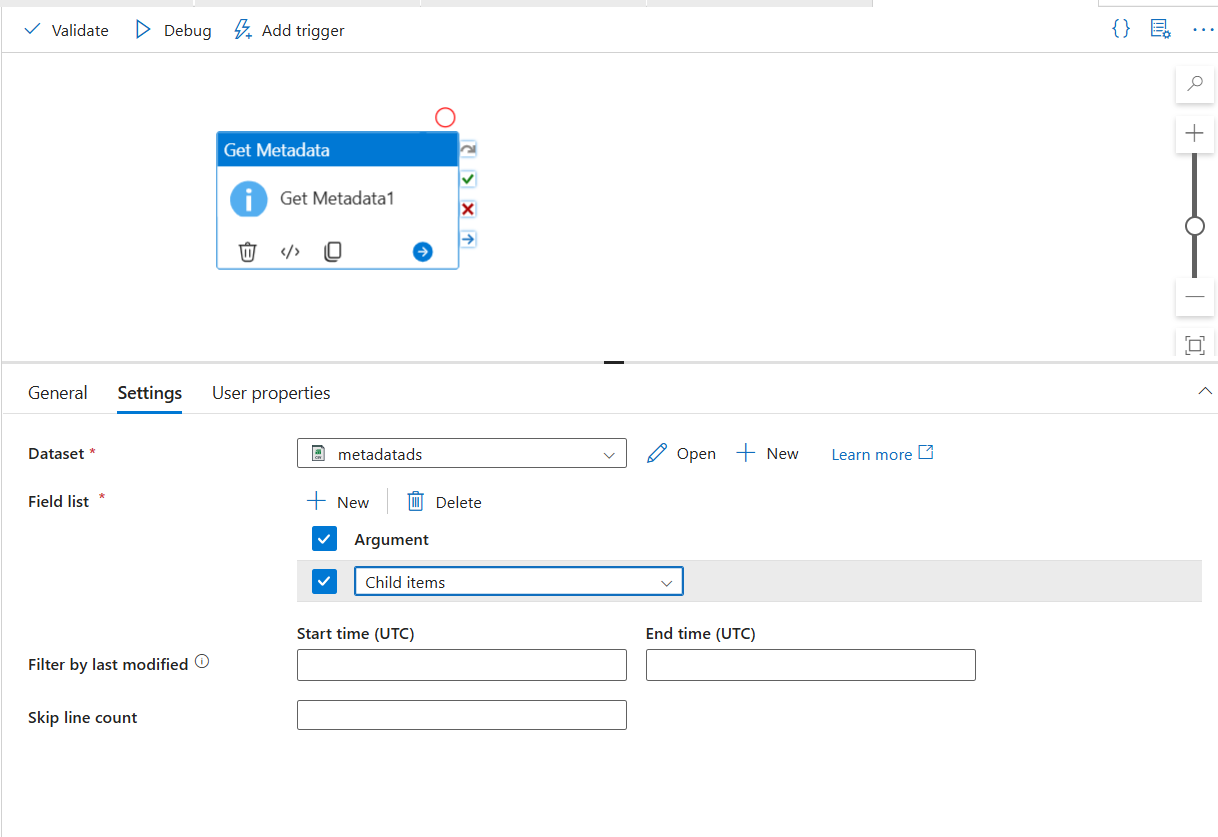 Validate Debug Add trigger
Get Metadata
Get Metadata1
General Settings User properties
Dataset * metadatads Open New Learn more
Field list * New Delete
Argument
Child items
Start time (UTC) End time (UTC)
Filter by last modified
Skip line count